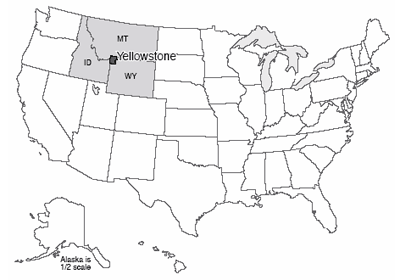 MT
Yellowstone
ID
WY
Alaska is
1/2 scale